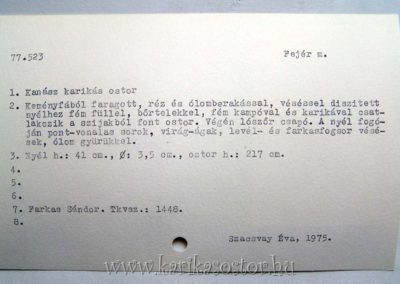 77.523 Fejér m.
1. Kanász karikás ostor
2. Keményfából faragott, réz és ólomberakással, véséssel díszített
nyélhez fém füllel, bőrtelekkel, fém kampóval és karikával csat-
lakozik a szíjakból font ostor. Végén lószőr csapó. A nyél fogó-
ján pont-vonalas sorok, virág-ágak, levél- és farkasfogsor vésé-
sek, ólom gyürükkel.
3. Nyél h.: 41 cm., Ø: 3,5 cm., ostor h.: 217 cm.
4.
5.
6.
7. Farkas Sándor. Tkvsz.: 1448.
8.
Szacsvay Éva, 1975.
www.karikasostor.hu